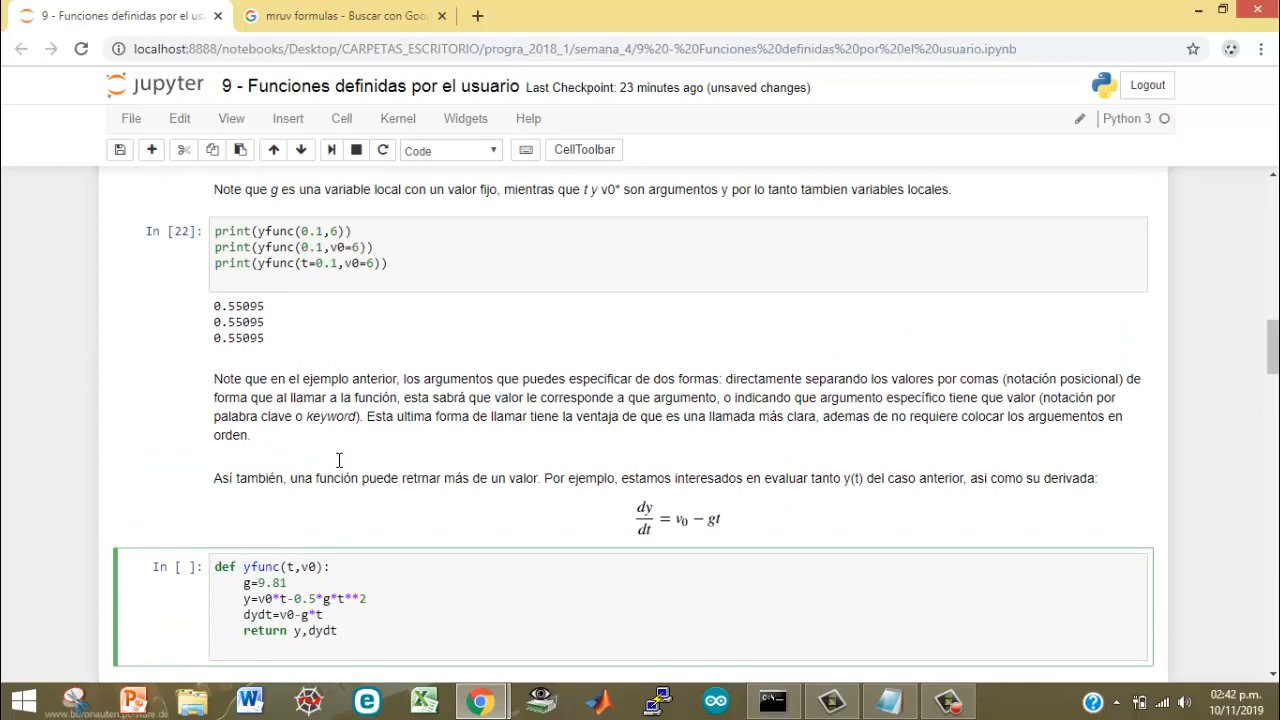 9 - Funciones definidas por el us
mruv formulas - Buscar con Goo
localhost:8888/notebooks/Desktop/CARPETAS_ESCRITORIO/progra_2018_1/semana_4/9%20-%20Funciones%20definidas%20por%20el%20usuario.ipynb
jupyter 9 - Funciones definidas por el usuario Last Checkpoint: 23 minutes ago (unsaved changes)
Logout
File Edit View Insert Cell Kernel Widgets Help
Python 3
Code
CellToolbar
Note que g es una variable local con un valor fijo, mientras que t y v0* son argumentos y por lo tanto tambien variables locales.
In [22]: print(yfunc(0.1,6))
print(yfunc(0.1,v0=6))
print(yfunc(t=0.1,v0=6))
0.55095
0.55095
0.55095
Note que en el ejemplo anterior, los argumentos que puedes especificar de dos formas: directamente separando los valores por comas (notación posicional) de
forma que al llamar a la función, esta sabrá que valor le corresponde a que argumento, o indicando que argumento específico tiene que valor (notación por
palabra clave o keyword). Esta ultima forma de llamar tiene la ventaja de que es una llamada más clara, ademas de no requiere colocar los arguementos en
orden.
Así también, una función puede retrnar más de un valor. Por ejemplo, estamos interesados en evaluar tanto y(t) del caso anterior, asi como su derivada:
dy/dt = v₀ − gt
In [ ]: def yfunc(t,v0):
g=9.81
y=v0*t-0.5*g*t**2
dydt=v0-g*t
return y,dydt
02:42 p.m.
10/11/2019